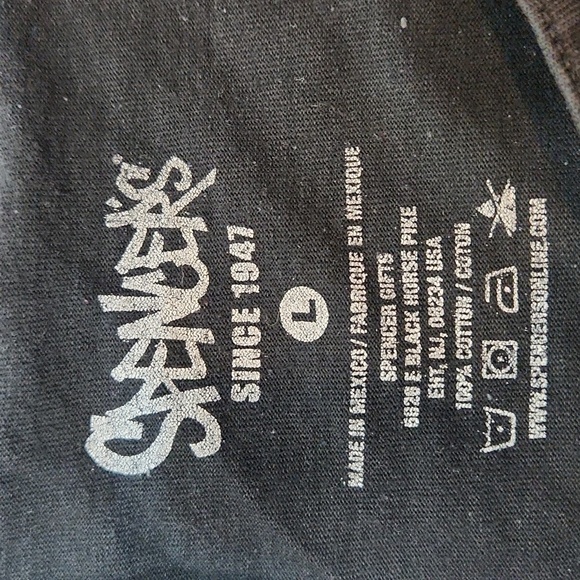 SPENCER'S
SINCE 1947
L
MADE IN MEXICO / FABRIQUE EN MEXIQUE
SPENCER GIFTS
6826 E BLACK HORSE PIKE
EHT, NJ, 08234 USA
100% COTTON / COTON
WWW.SPENCERSONLINE.COM